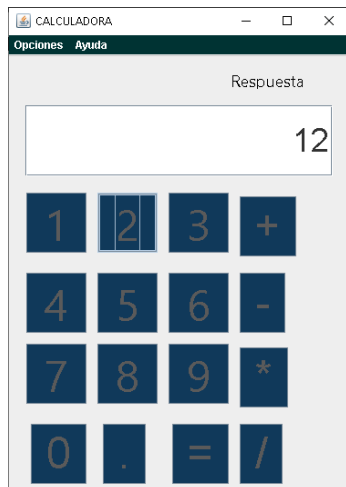 CALCULADORA
Opciones Ayuda
Respuesta
12
1 2 3 +
4 5 6 -
7 8 9 *
0 . = /